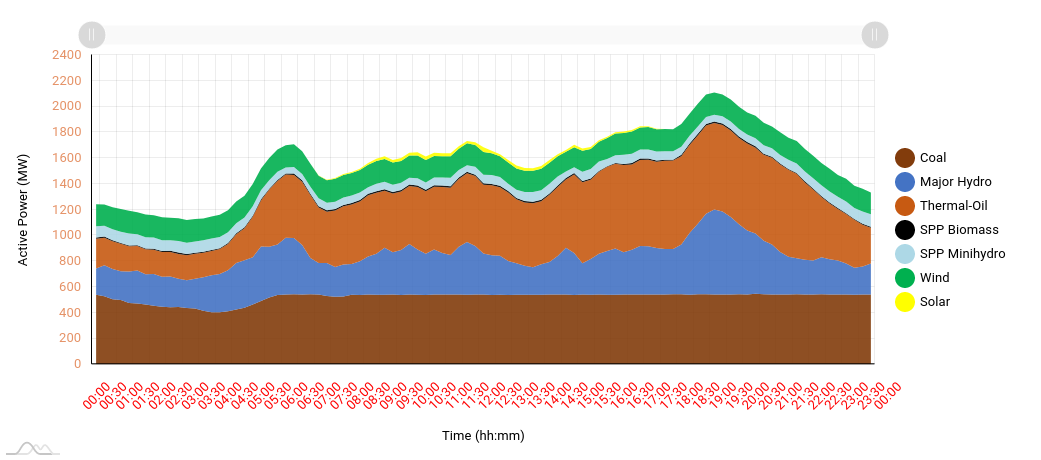 2400
2200
2000
1800
1600
1400
1200
1000
800
600
400
200
0
Active Power (MW)
00:00 00:30 01:00 01:30 02:00 02:30 03:00 03:30 04:00 04:30 05:00 05:30 06:00 06:30 07:00 07:30 08:00 08:30 09:00 09:30 10:00 10:30 11:00 11:30 12:00 12:30 13:00 13:30 14:00 14:30 15:00 15:30 16:00 16:30 17:00 17:30 18:00 18:30 19:00 19:30 20:00 20:30 21:00 21:30 22:00 22:30 23:00 23:30 00:00
Time (hh:mm)
Coal
Major Hydro
Thermal-Oil
SPP Biomass
SPP Minihydro
Wind
Solar